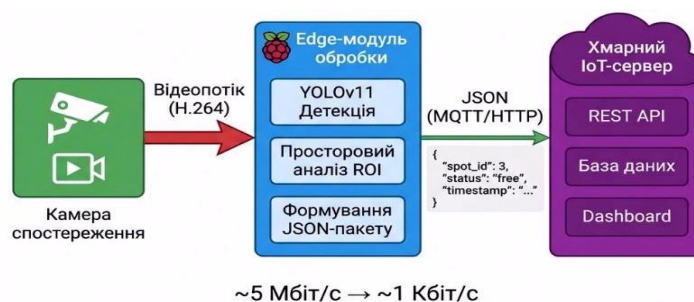 Відеопотік
(H.264)
Камера
спостереження
Edge-модуль
обробки
YOLOv11
Детекція
Просторовий
аналіз ROI
Формування
JSON-пакету
JSON
(MQTT/HTTP)
{
"spot_id": 3,
"status": "free",
"timestamp": "..."
}
Хмарний
IoT-сервер
REST API
База даних
Dashboard
~5 Мбіт/с → ~1 Кбіт/с